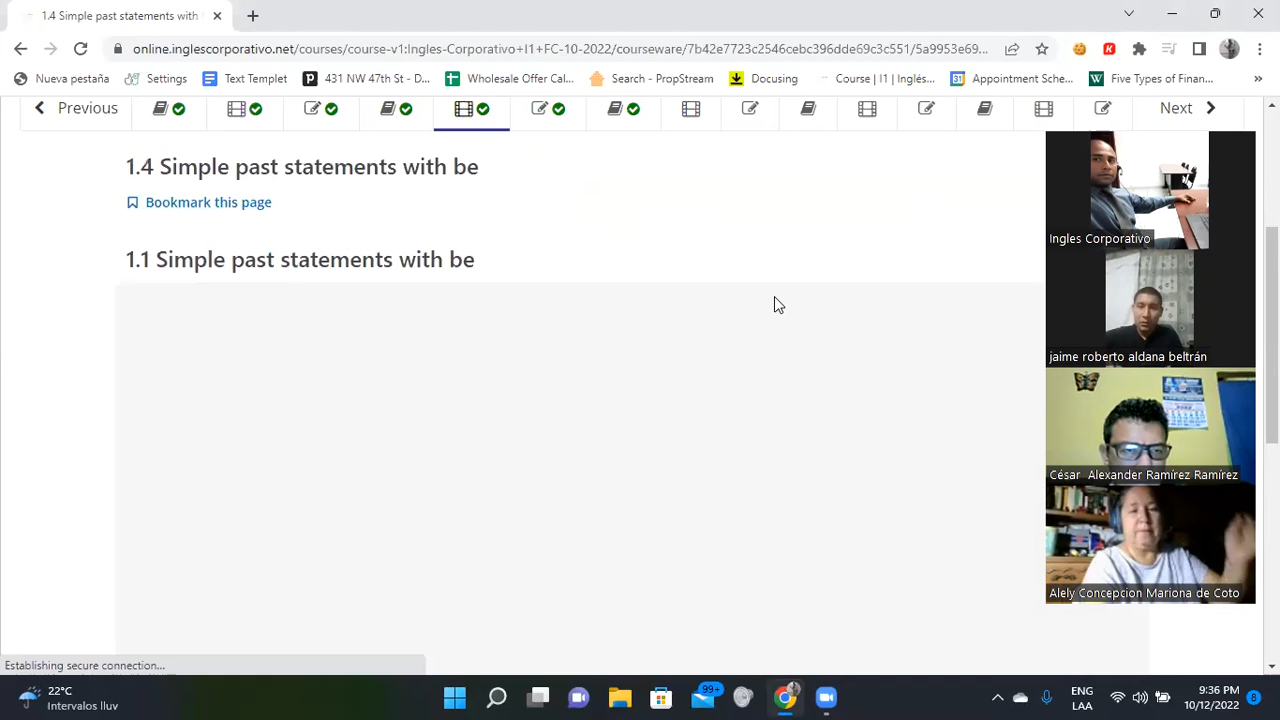 1.4 Simple past statements with
online.inglescorporativo.net/courses/course-v1:Ingles-Corporativo+I1+FC-10-2022/courseware/7b42e7723c2546cebc396dde69c3c551/5a9953e69...
Nueva pestaña
Settings
Text Templet
431 NW 47th St - D...
Wholesale Offer Cal...
Search - PropStream
Docusing
Course | I1 | Ingles...
Appointment Sche...
Five Types of Finan...
»
Previous
Next
1.4 Simple past statements with be
Bookmark this page
1.1 Simple past statements with be
Ingles Corporativo
jaime roberto aldana beltrán
César Alexander Ramírez Ramírez
Alely Concepcion Mariona de Coto
Establishing secure connection...
22°C
Intervalos lluv
99+
ENG
LAA
9:36 PM
10/12/2022
8